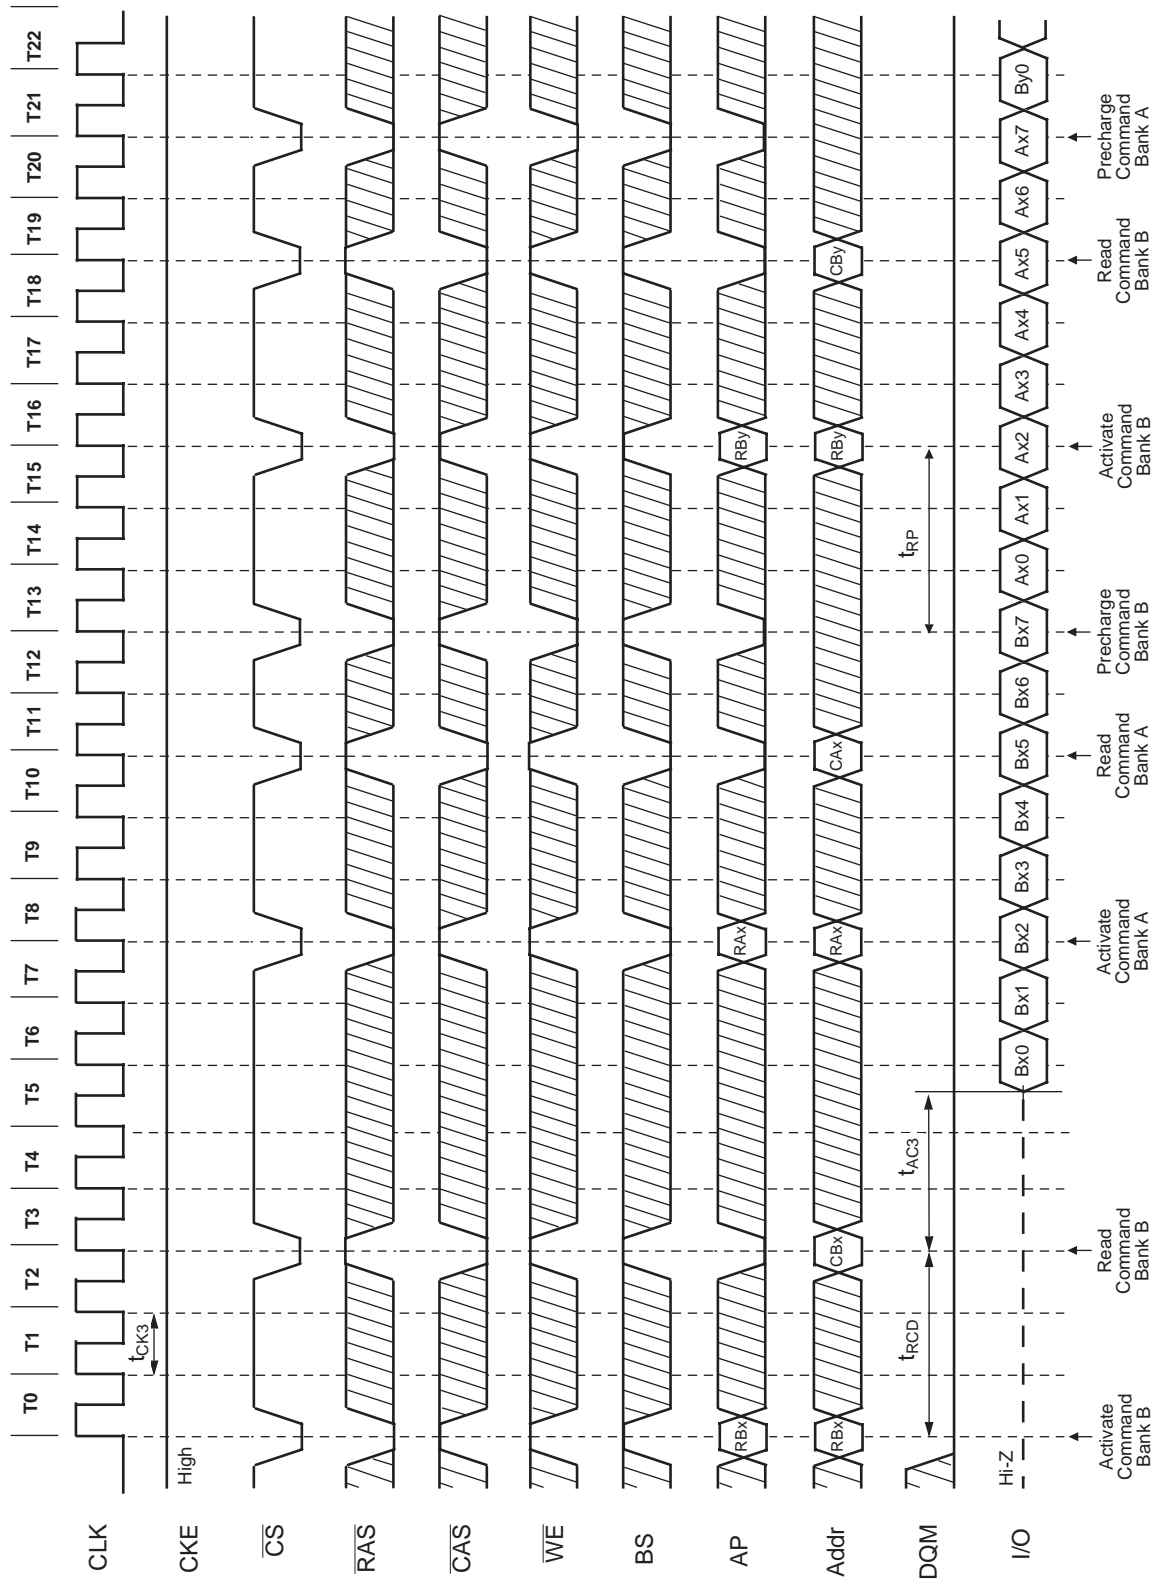 T0 T1 T2 T3 T4 T5 T6 T7 T8 T9 T10 T11 T12 T13 T14 T15 T16 T17 T18 T19 T20 T21 T22
CLK
tCK3
CKE
High
CS
RAS
CAS
WE
BS
AP
RBx RAx RBy
Addr
RBx CBx RAx CAx RBy CBy
DQM
tRCD tAC3 tRP
I/O
Hi-Z
Bx0 Bx1 Bx2 Bx3 Bx4 Bx5 Bx6 Bx7 Ax0 Ax1 Ax2 Ax3 Ax4 Ax5 Ax6 Ax7 By0
Activate
Command
Bank B
Read
Command
Bank B
Activate
Command
Bank A
Read
Command
Bank A
Precharge
Command
Bank B
Activate
Command
Bank B
Read
Command
Bank B
Precharge
Command
Bank A